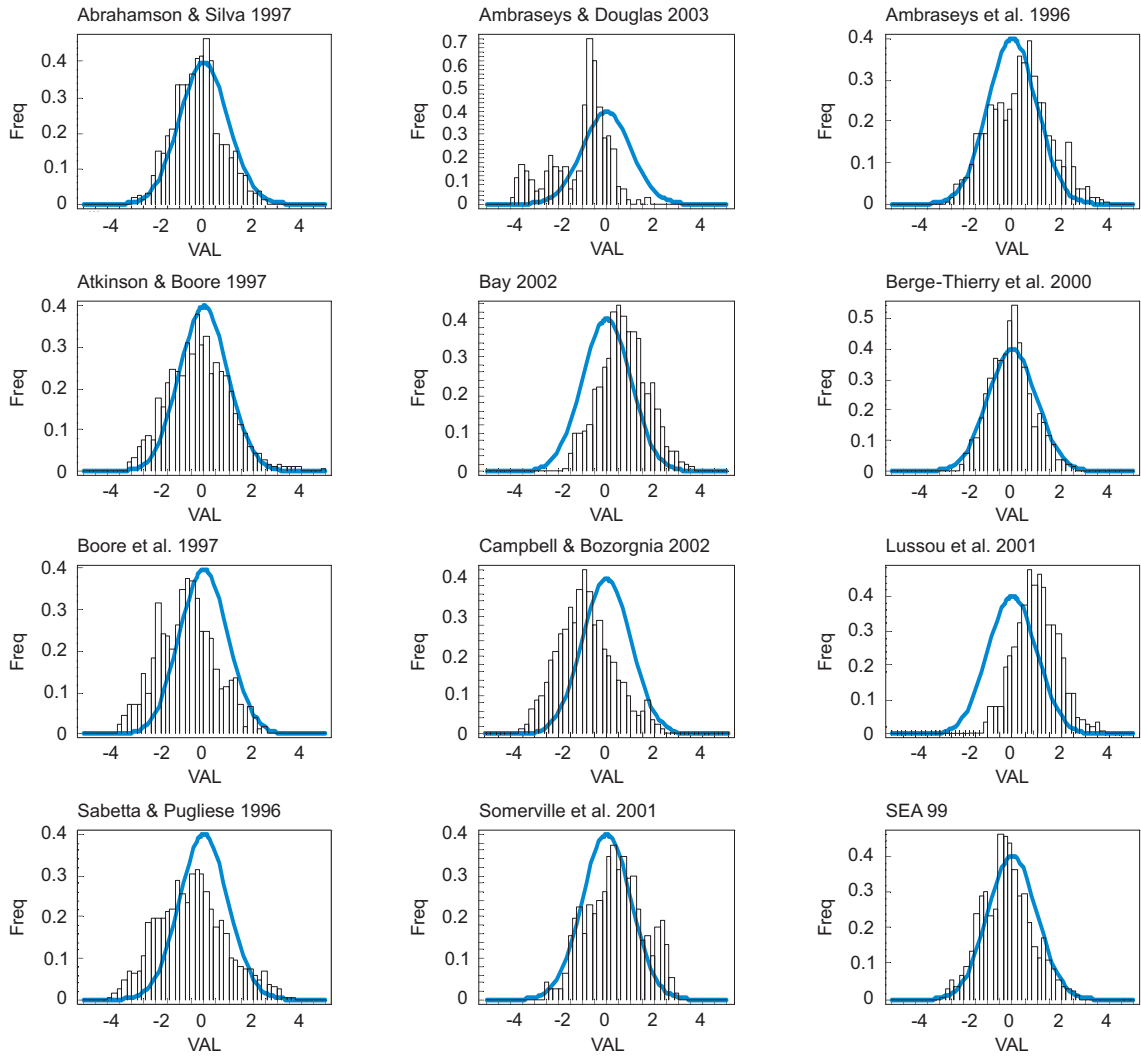 Abrahamson & Silva 1997
Ambraseys & Douglas 2003
Ambraseys et al. 1996
Freq
0.4
0.3
0.2
0.1
0
-4 -2 0 2 4
VAL
Freq
0.7
0.6
0.5
0.4
0.3
0.2
0.1
0
-4 -2 0 2 4
VAL
Freq
0.4
0.3
0.2
0.1
0
-4 -2 0 2 4
VAL
Atkinson & Boore 1997
Bay 2002
Berge-Thierry et al. 2000
Freq
0.4
0.3
0.2
0.1
0
-4 -2 0 2 4
VAL
Freq
0.4
0.3
0.2
0.1
0
-4 -2 0 2 4
VAL
Freq
0.5
0.4
0.3
0.2
0.1
0
-4 -2 0 2 4
VAL
Boore et al. 1997
Campbell & Bozorgnia 2002
Lussou et al. 2001
Freq
0.4
0.3
0.2
0.1
0
-4 -2 0 2 4
VAL
Freq
0.4
0.3
0.2
0.1
0
-4 -2 0 2 4
VAL
Freq
0.4
0.3
0.2
0.1
0
-4 -2 0 2 4
VAL
Sabetta & Pugliese 1996
Somerville et al. 2001
SEA 99
Freq
0.4
0.3
0.2
0.1
0
-4 -2 0 2 4
VAL
Freq
0.4
0.3
0.2
0.1
0
-4 -2 0 2 4
VAL
Freq
0.4
0.3
0.2
0.1
0
-4 -2 0 2 4
VAL